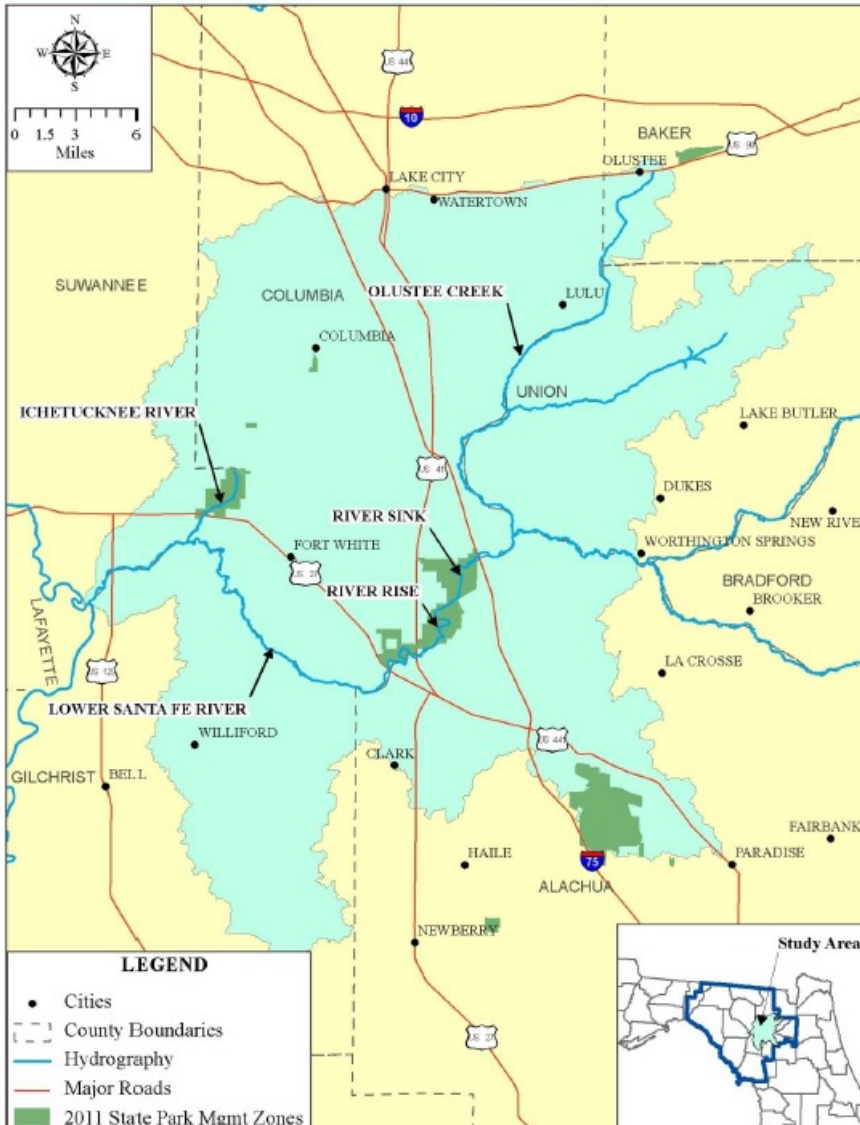 N
W
E
S
0 1.5 3 6
Miles
US 441
10
BAKER
US 90
OLUSTEE
LAKE CITY
WATERTOWN
SUWANNEE
COLUMBIA
OLUSTEE CREEK
LULU
COLUMBIA
UNION
ICHETUCKNEE RIVER
LAKE BUTLER
US 41
DUKES
NEW RIVE
RIVER SINK
FORT WHITE
WORTHINGTON SPRINGS
US 27
RIVER RISE
BRADFORD
BROOKER
LAFAYETTE
US 129
LA CROSSE
LOWER SANTA FE RIVER
WILLIFORD
US 441
CLARK
GILCHRIST
BELL
FAIRBANK
HAILE
75
PARADISE
ALACHUA
NEWBERRY
US 27
LEGEND
Cities
County Boundaries
Hydrography
Major Roads
2011 State Park Mgmt Zones
Study Area